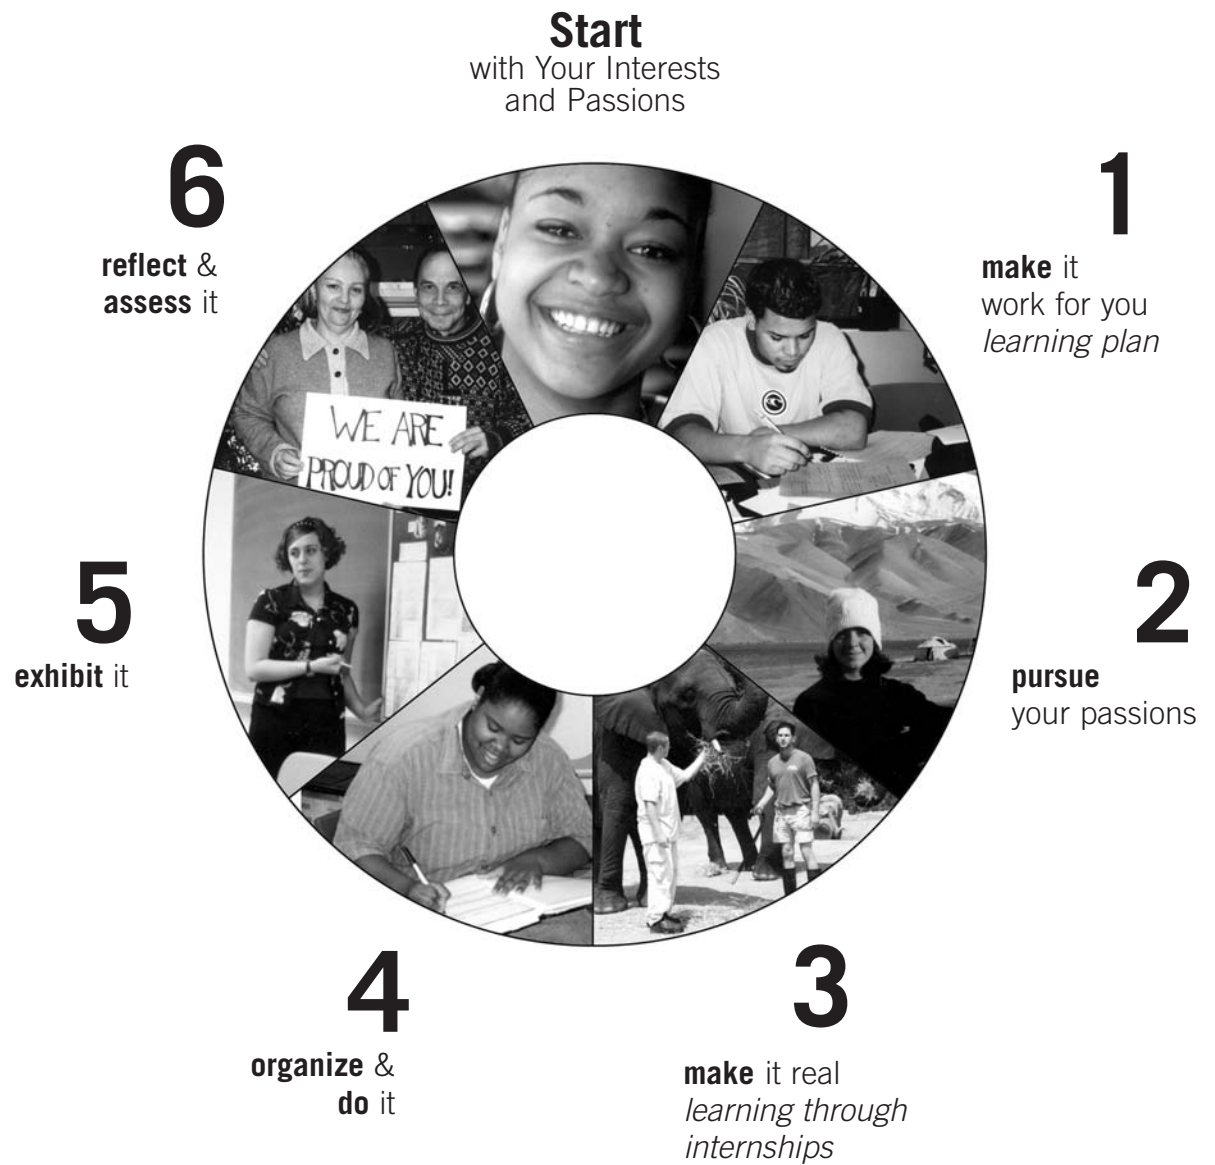 Start
with Your Interests
and Passions
1
make it
work for you
learning plan
2
pursue
your passions
3
make it real
learning through
internships
4
organize &
do it
5
exhibit it
6
reflect &
assess it
WE ARE
PROUD OF YOU!